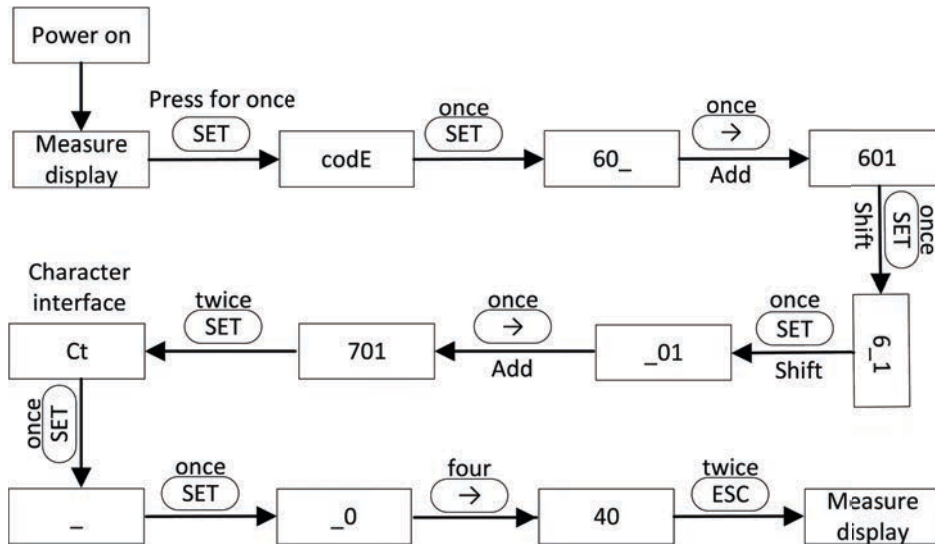 Power on
Measure
display
Press for once
SET
codE
once
SET
60_
once
→
Add
601
once
SET
Shift
6_1
once
SET
Shift
_01
once
→
Add
701
twice
SET
Character
interface
Ct
once
SET
_
once
SET
_0
four
→
40
twice
ESC
Measure
display